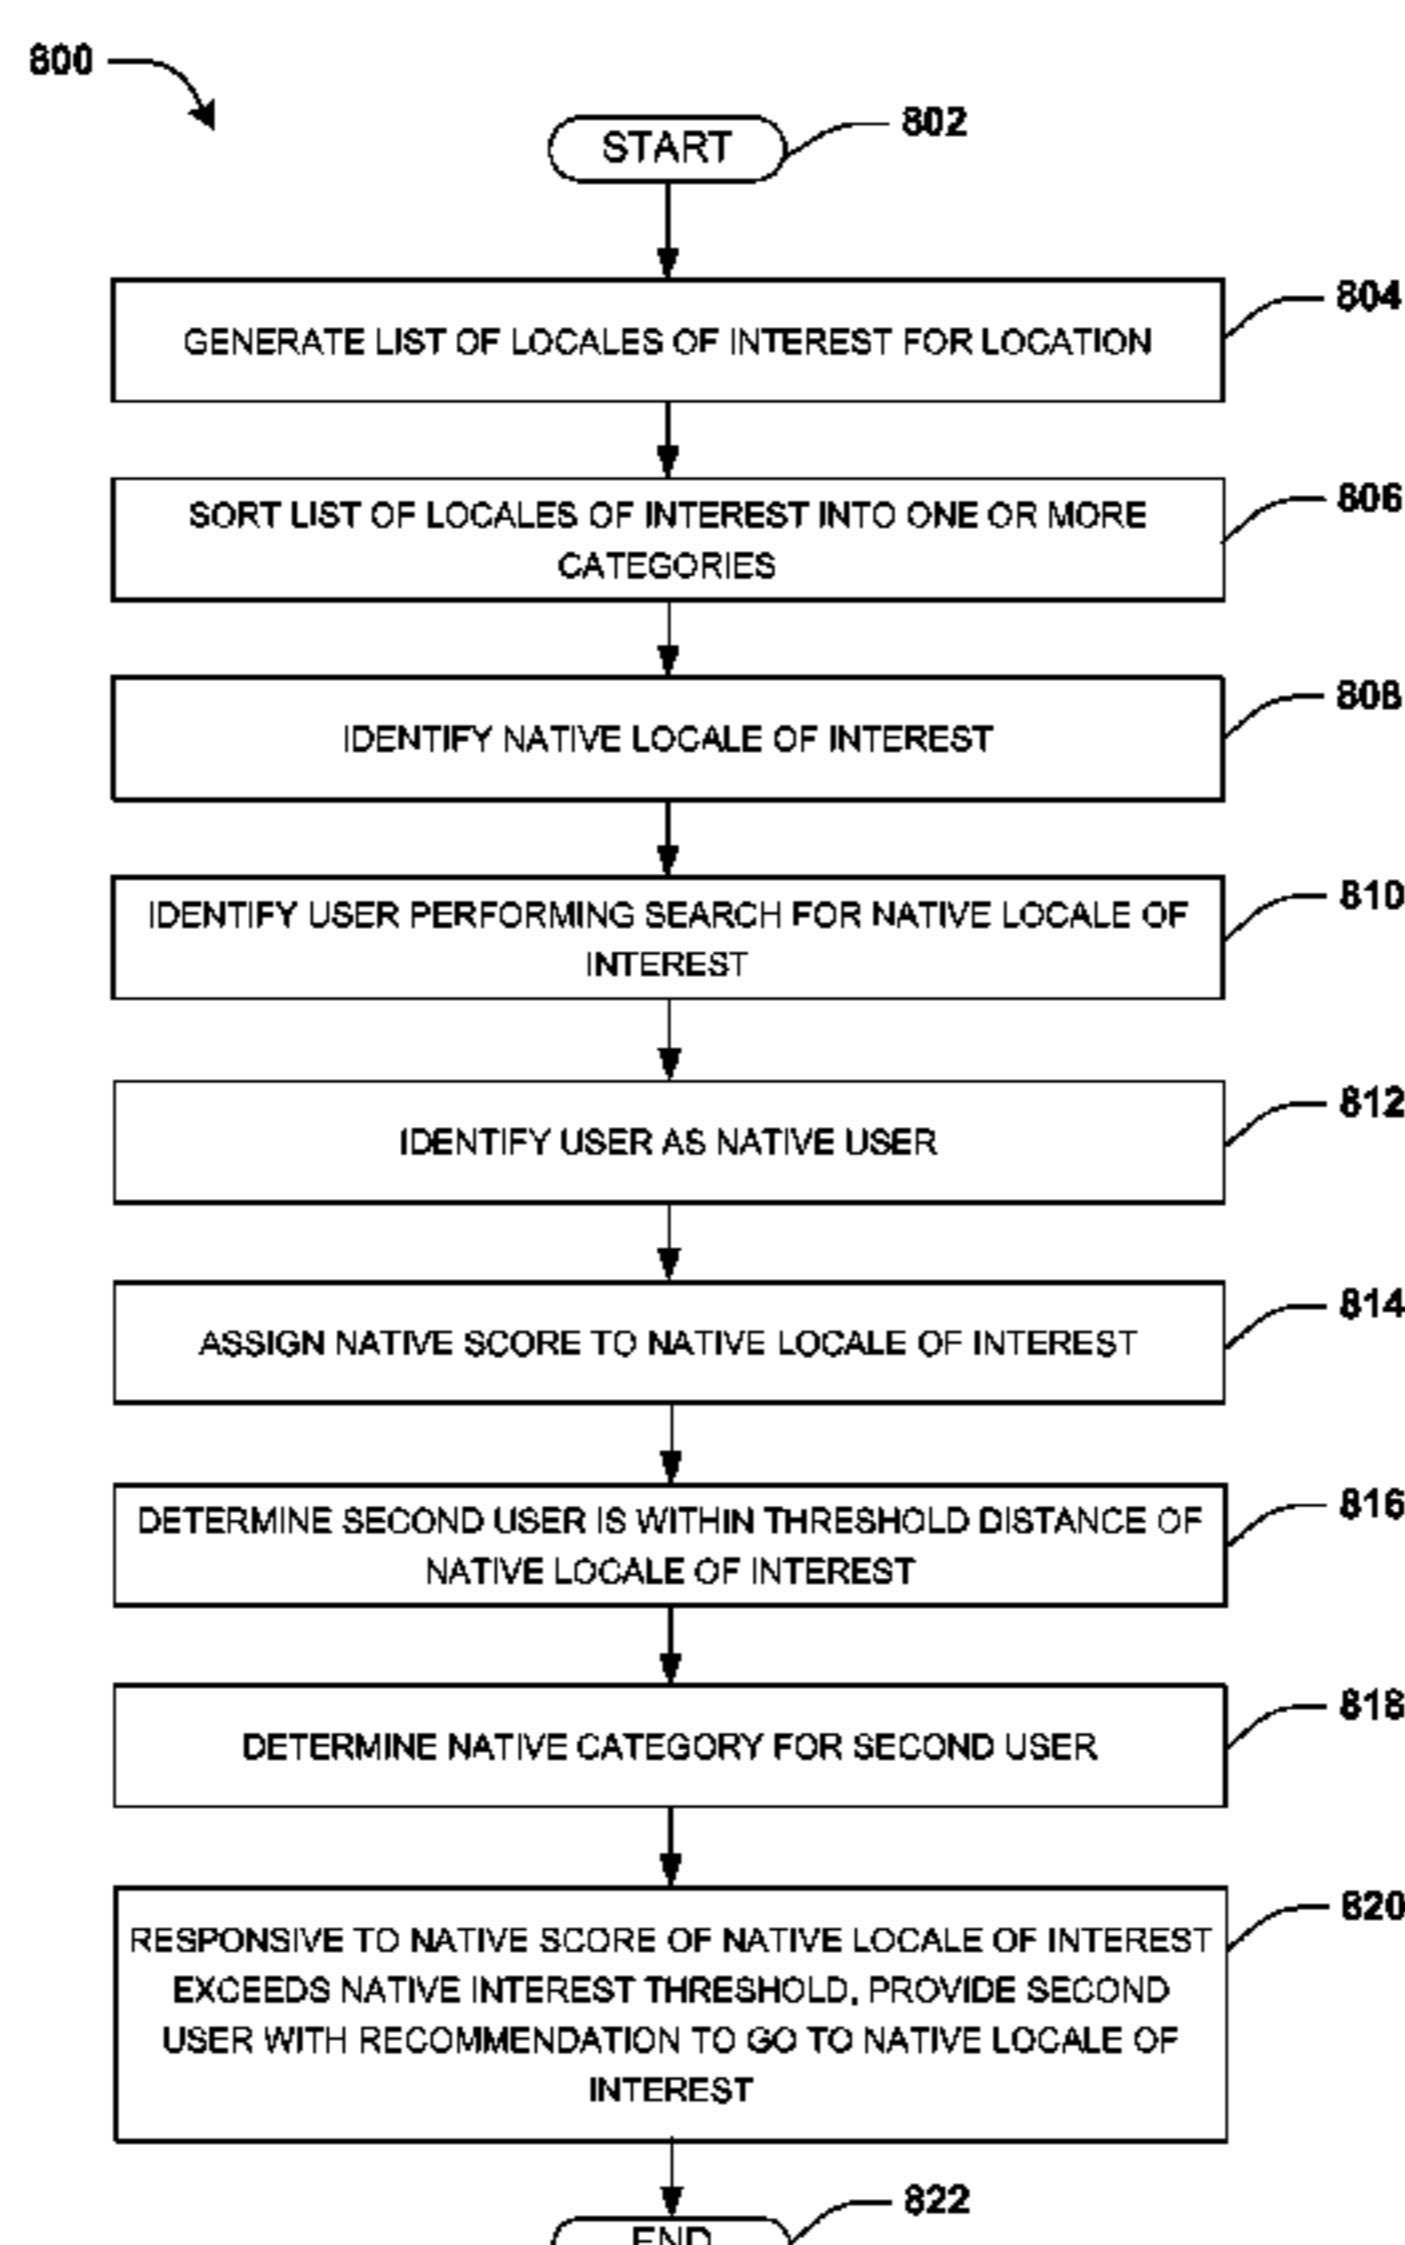 800
START
802
GENERATE LIST OF LOCALES OF INTEREST FOR LOCATION
804
SORT LIST OF LOCALES OF INTEREST INTO ONE OR MORE
CATEGORIES
806
IDENTIFY NATIVE LOCALE OF INTEREST
808
IDENTIFY USER PERFORMING SEARCH FOR NATIVE LOCALE OF
INTEREST
810
IDENTIFY USER AS NATIVE USER
812
ASSIGN NATIVE SCORE TO NATIVE LOCALE OF INTEREST
814
DETERMINE SECOND USER IS WITHIN THRESHOLD DISTANCE OF
NATIVE LOCALE OF INTEREST
816
DETERMINE NATIVE CATEGORY FOR SECOND USER
818
RESPONSIVE TO NATIVE SCORE OF NATIVE LOCALE OF INTEREST
EXCEEDS NATIVE INTEREST THRESHOLD, PROVIDE SECOND
USER WITH RECOMMENDATION TO GO TO NATIVE LOCALE OF
INTEREST
820
END
822